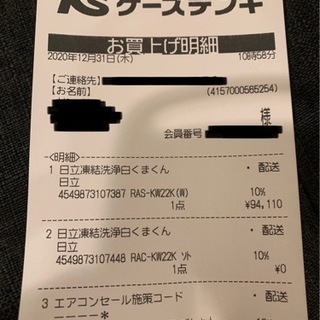 ケーズデンキ
お買上げ明細
2020年12月31日(木) 10時58分
【ご連絡先】
【お名前】 (4157000565254)
様
会員番号
―<明細>―
1 日立凍結洗浄白くまくん ・ 配送
日立
4549873107387 RAS-KW22K(W) 10%
1点 ¥94,110
2 日立凍結洗浄白くまくん ・ 配送
日立
4549873107448 RAC-KW22K ソト 10%
1点 ¥0
3 エアコンセール施策コード ・ 配送
10%